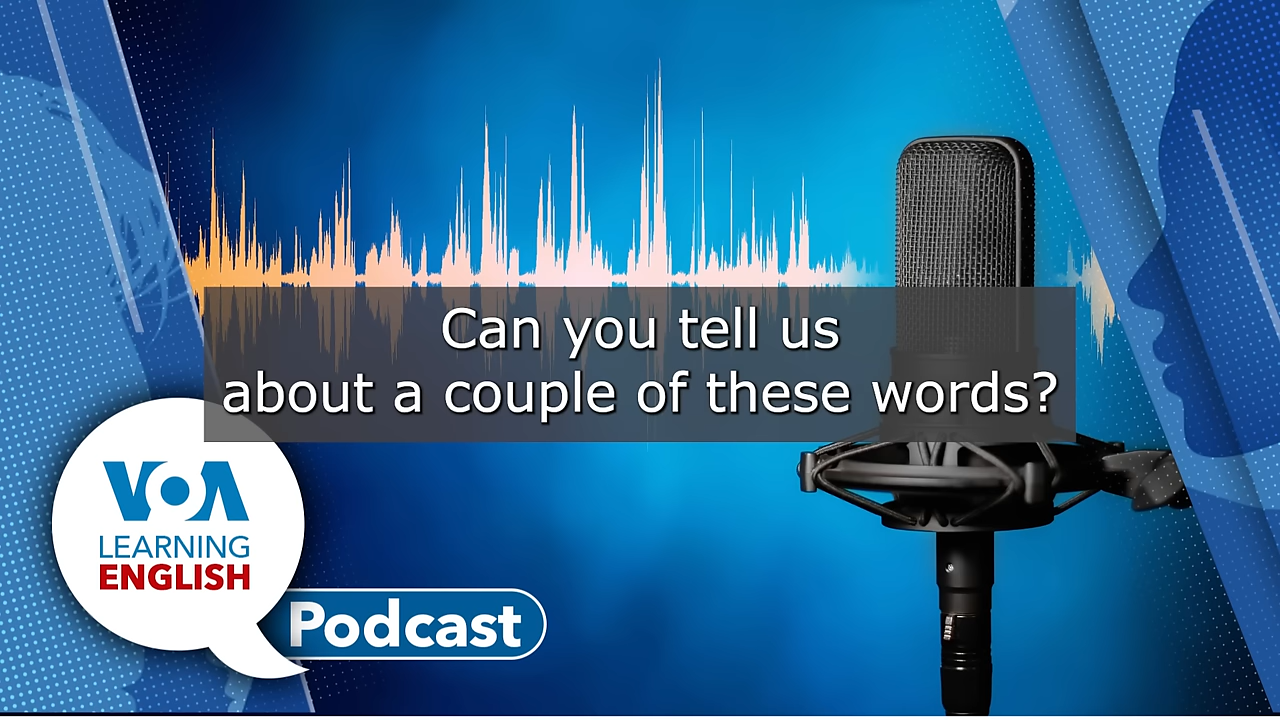 Can you tell us
about a couple of these words?
VOA
LEARNING
ENGLISH
Podcast